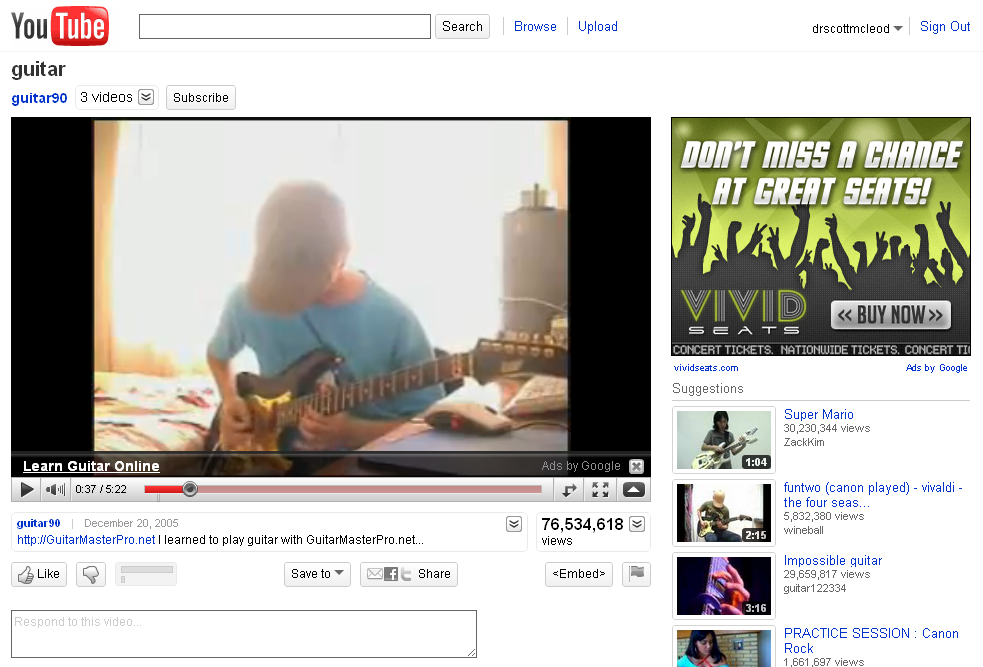 YouTube
Search
Browse
Upload
drscottmcleod
Sign Out
guitar
guitar90
3 videos
Subscribe
Learn Guitar Online
Ads by Google
0:37 / 5:22
guitar90
December 20, 2005
http://GuitarMasterPro.net I learned to play guitar with GuitarMasterPro.net...
76,534,618
views
Like
Save to
Share
<Embed>
Respond to this video...
DON'T MISS A CHANCE
AT GREAT SEATS!
VIVID
SEATS
<< BUY NOW >>
CONCERT TICKETS. NATIONWIDE TICKETS. CONCERT TI
vividseats.com
Ads by Google
Suggestions
1:04
Super Mario
30,230,344 views
ZackKim
2:15
funtwo (canon played) - vivaldi -
the four seas...
5,832,380 views
wineball
3:16
Impossible guitar
29,659,817 views
guitar122334
PRACTICE SESSION : Canon
Rock
1,661,697 views